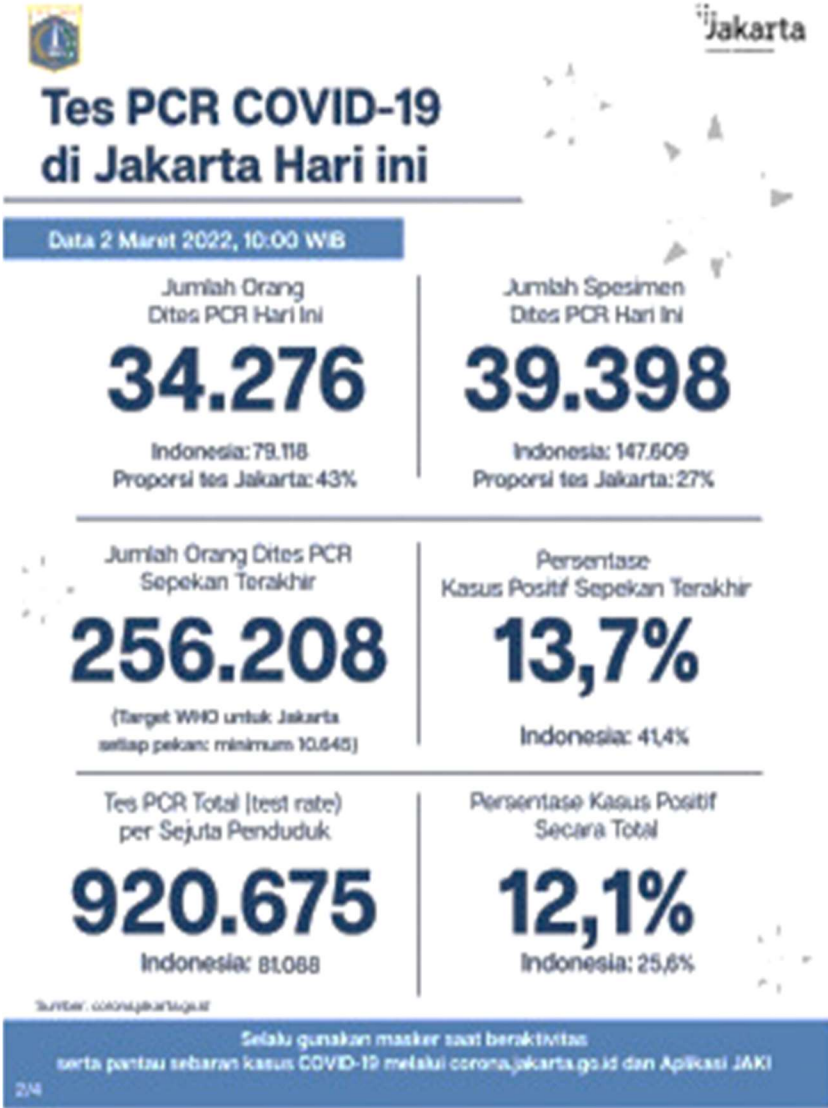 Jakarta
Tes PCR COVID-19
di Jakarta Hari ini
Data 2 Maret 2022, 10:00 WIB
Jumlah Orang
Dites PCR Hari Ini
34.276
Indonesia: 79.118
Proporsi tes Jakarta: 43%
Jumlah Spesimen
Dites PCR Hari Ini
39.398
Indonesia: 147.609
Proporsi tes Jakarta: 27%
Jumlah Orang Dites PCR
Sepekan Terakhir
256.208
(Target WHO untuk Jakarta
setiap pekan: minimum 10.645)
Persentase
Kasus Positif Sepekan Terakhir
13,7%
Indonesia: 41,4%
Tes PCR Total (test rate)
per Sejuta Penduduk
920.675
Indonesia: 81.068
Persentase Kasus Positif
Secara Total
12,1%
Indonesia: 25,6%
Sumber: corona.jakarta.go.id
Selalu gunakan masker saat beraktivitas
serta pantau sebaran kasus COVID-19 melalui corona.jakarta.go.id dan Aplikasi JAKI
2/4